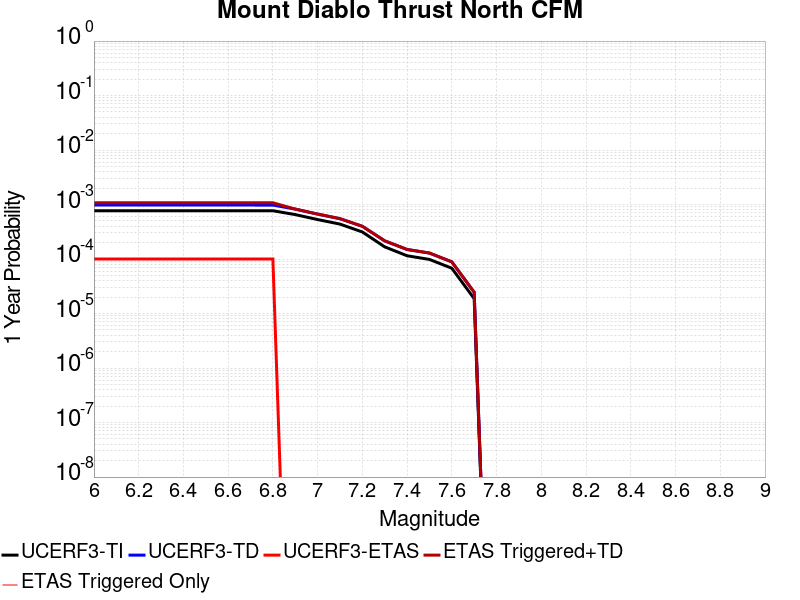 Mount Diablo Thrust North CFM
10^0
10^-1
10^-2
10^-3
10^-4
10^-5
10^-6
10^-7
10^-8
1 Year Probability
6 6.2 6.4 6.6 6.8 7 7.2 7.4 7.6 7.8 8 8.2 8.4 8.6 8.8 9
Magnitude
UCERF3-TI UCERF3-TD UCERF3-ETAS ETAS Triggered+TD
ETAS Triggered Only